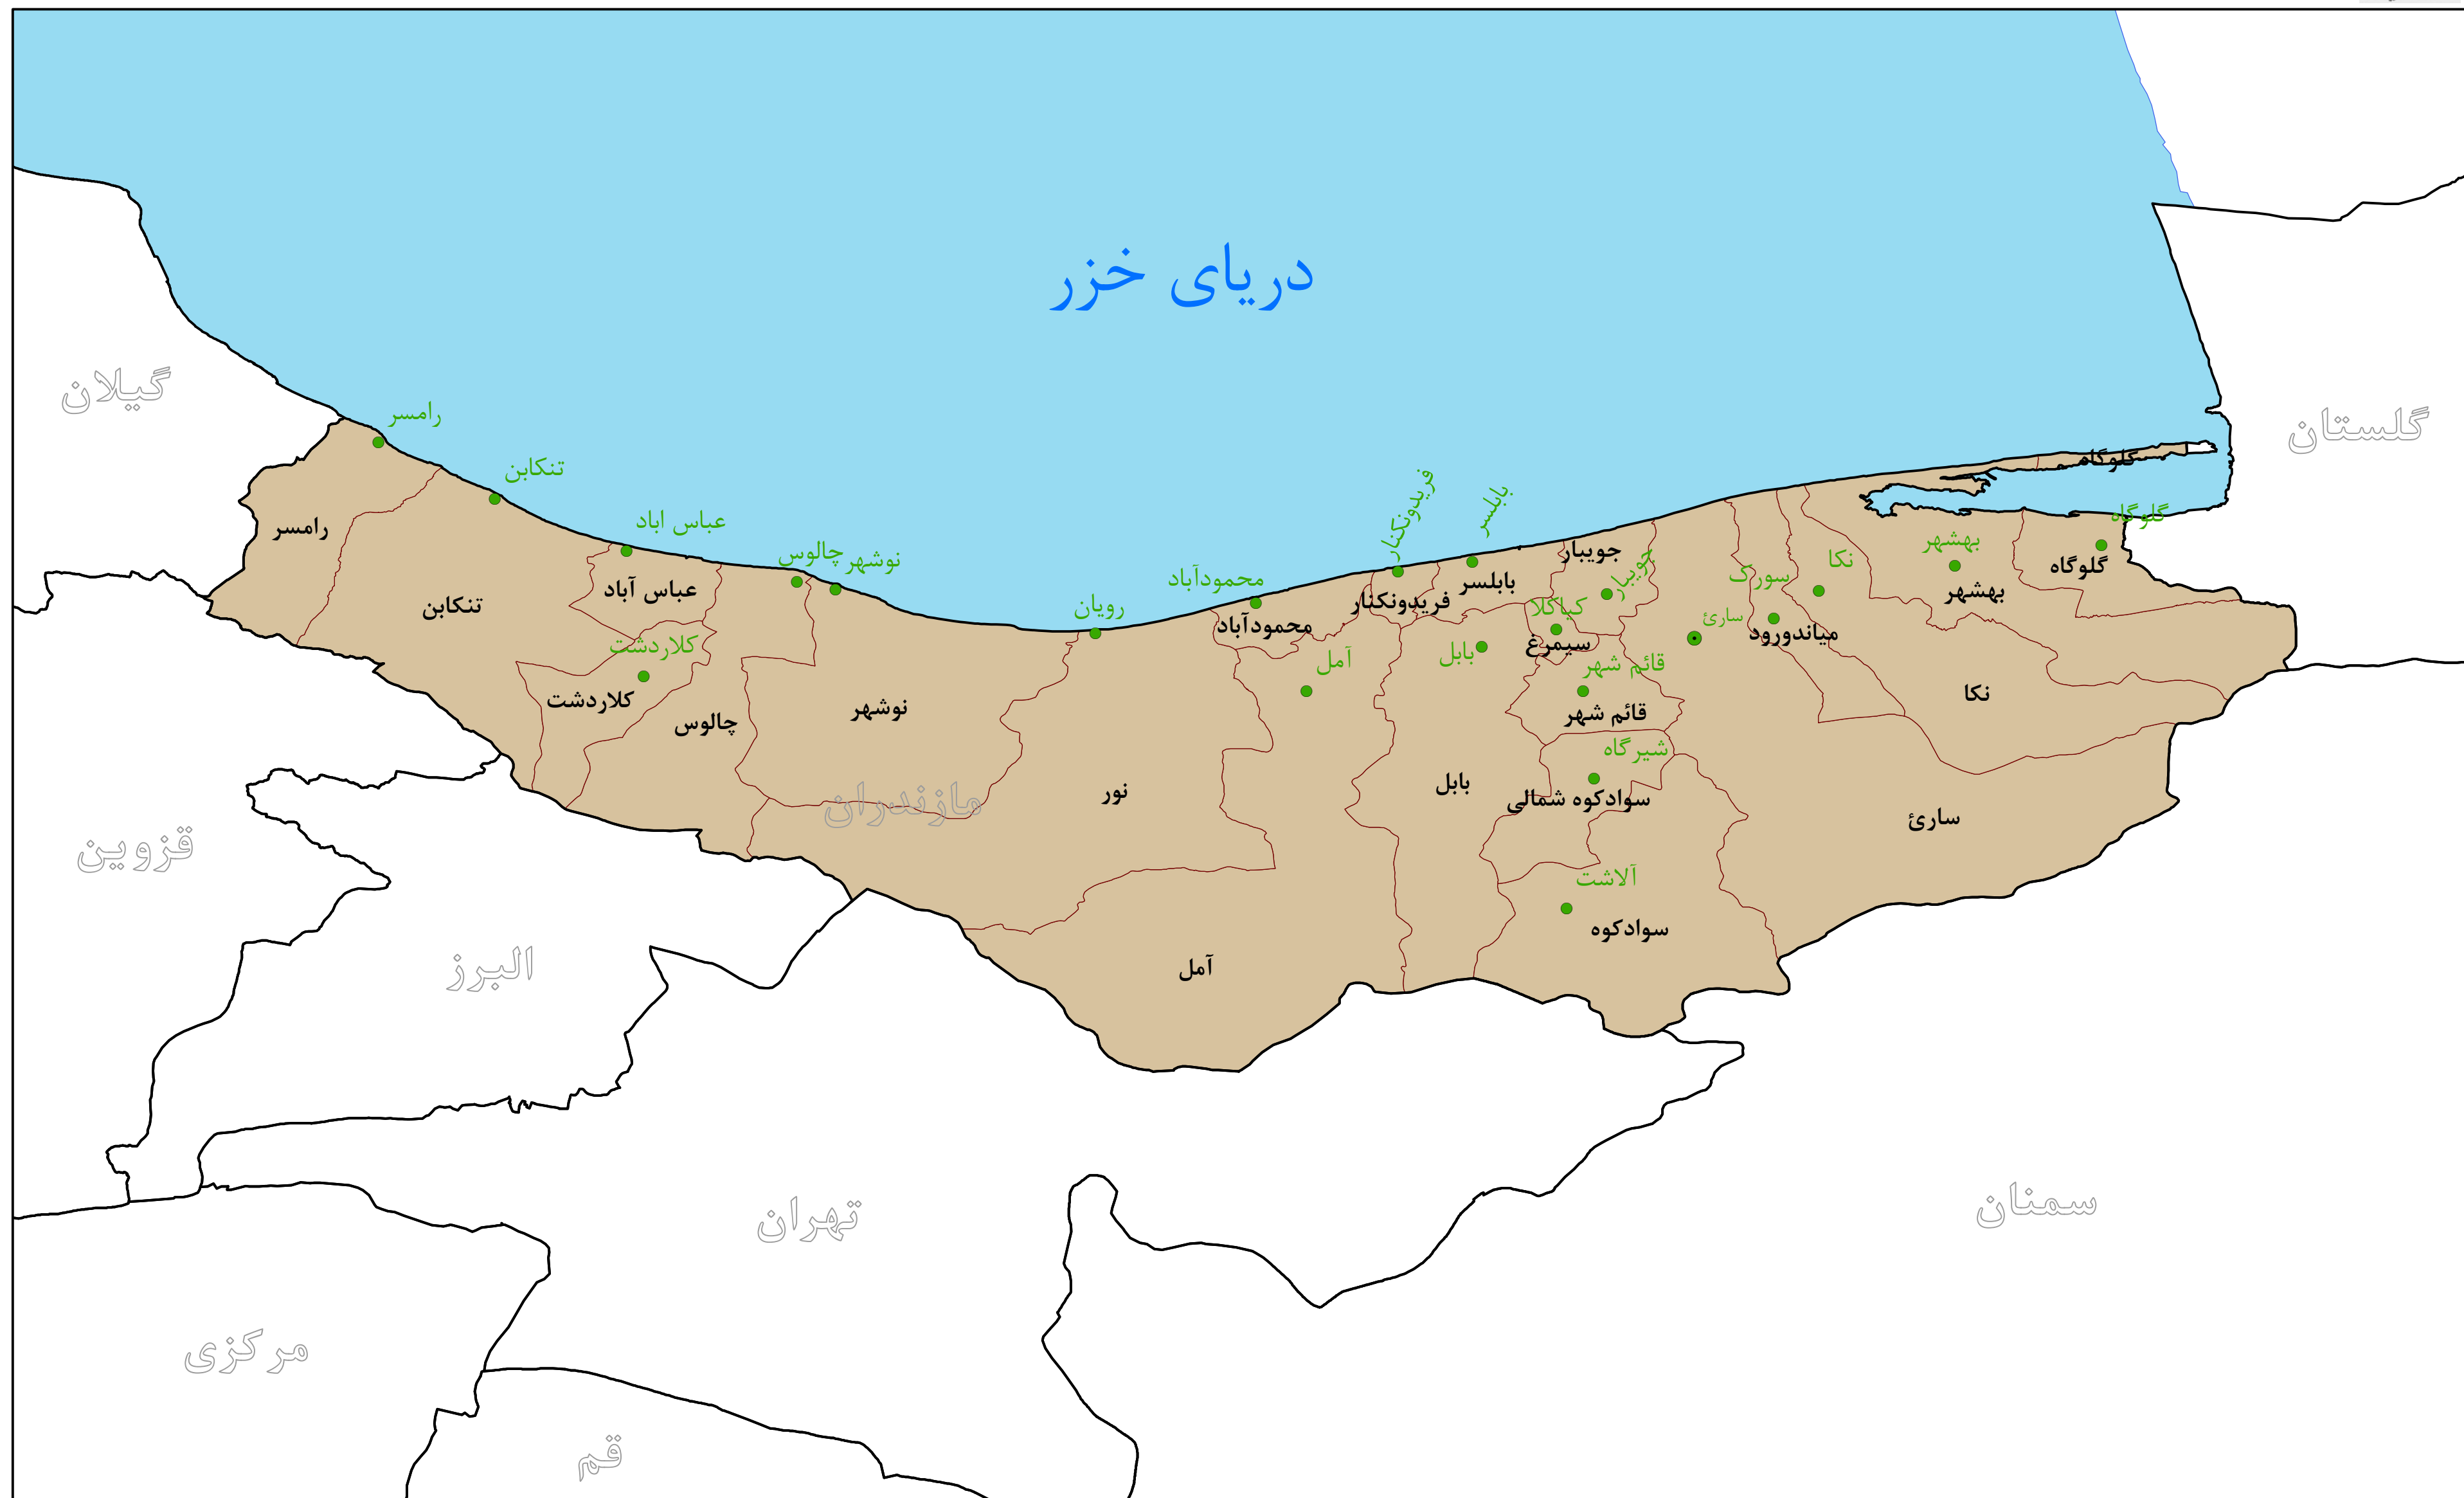 دریای خزر
گیلان
گلستان
رامسر
تنکابن
عباس اباد
چالوس
نوشهر
رویان
محمودآباد
فریدونکنار
بابلسر
جویبار
کیاکلا
ساریٔ
سورک
نکا
بهشهر
گلوگاه
گلوگاه
گلوگاه
رامسر
تنکابن
عباس آباد
کلاردشت
کلاردشت
چالوس
نوشهر
نور
محمودآباد
آمل
فریدونکنار
بابلسر
بابل
جویبار
سیمرغ
قائم شهر
قائم شهر
میاندورود
بهشهر
نکا
شیرگاه
سوادکوه شمالی
بابل
ساریٔ
آلاشت
سوادکوه
آمل
مازندران
قزوین
البرز
تهران
سمنان
مرکزی
قم